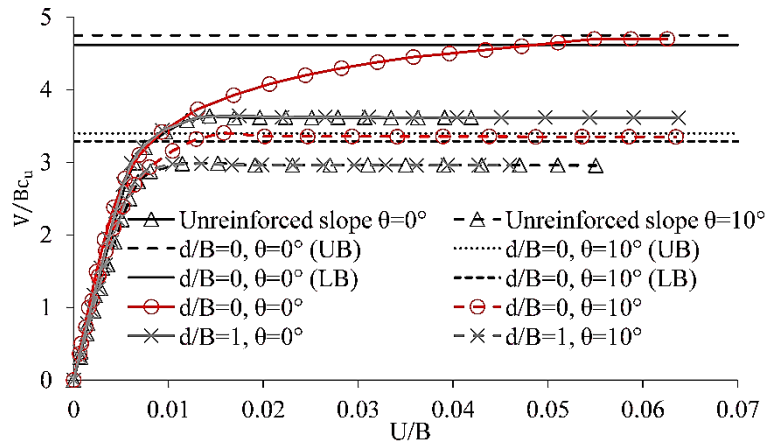 5
4
3
2
1
0
V/Bc_u
Unreinforced slope θ=0°
Unreinforced slope θ=10°
d/B=0, θ=0° (UB)
d/B=0, θ=10° (UB)
d/B=0, θ=0° (LB)
d/B=0, θ=10° (LB)
d/B=0, θ=0°
d/B=0, θ=10°
d/B=1, θ=0°
d/B=1, θ=10°
0 0.01 0.02 0.03 0.04 0.05 0.06 0.07
U/B